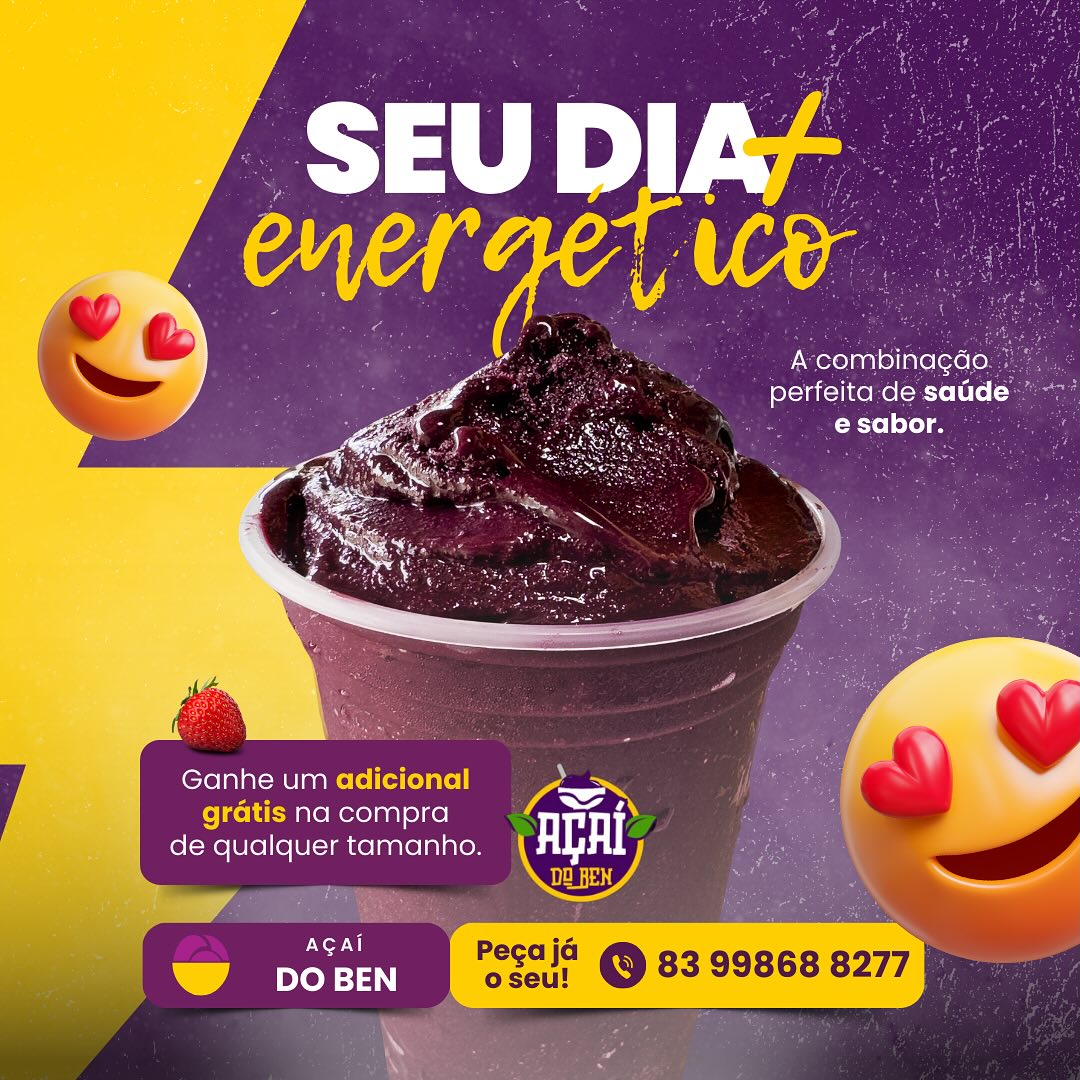 SEU DIA+
energético
A combinação
perfeita de saúde
e sabor.
Ganhe um adicional
grátis na compra
de qualquer tamanho.
AÇAÍ
DO BEN
AÇAÍ
DO BEN
Peça já
o seu!
83 99868 8277